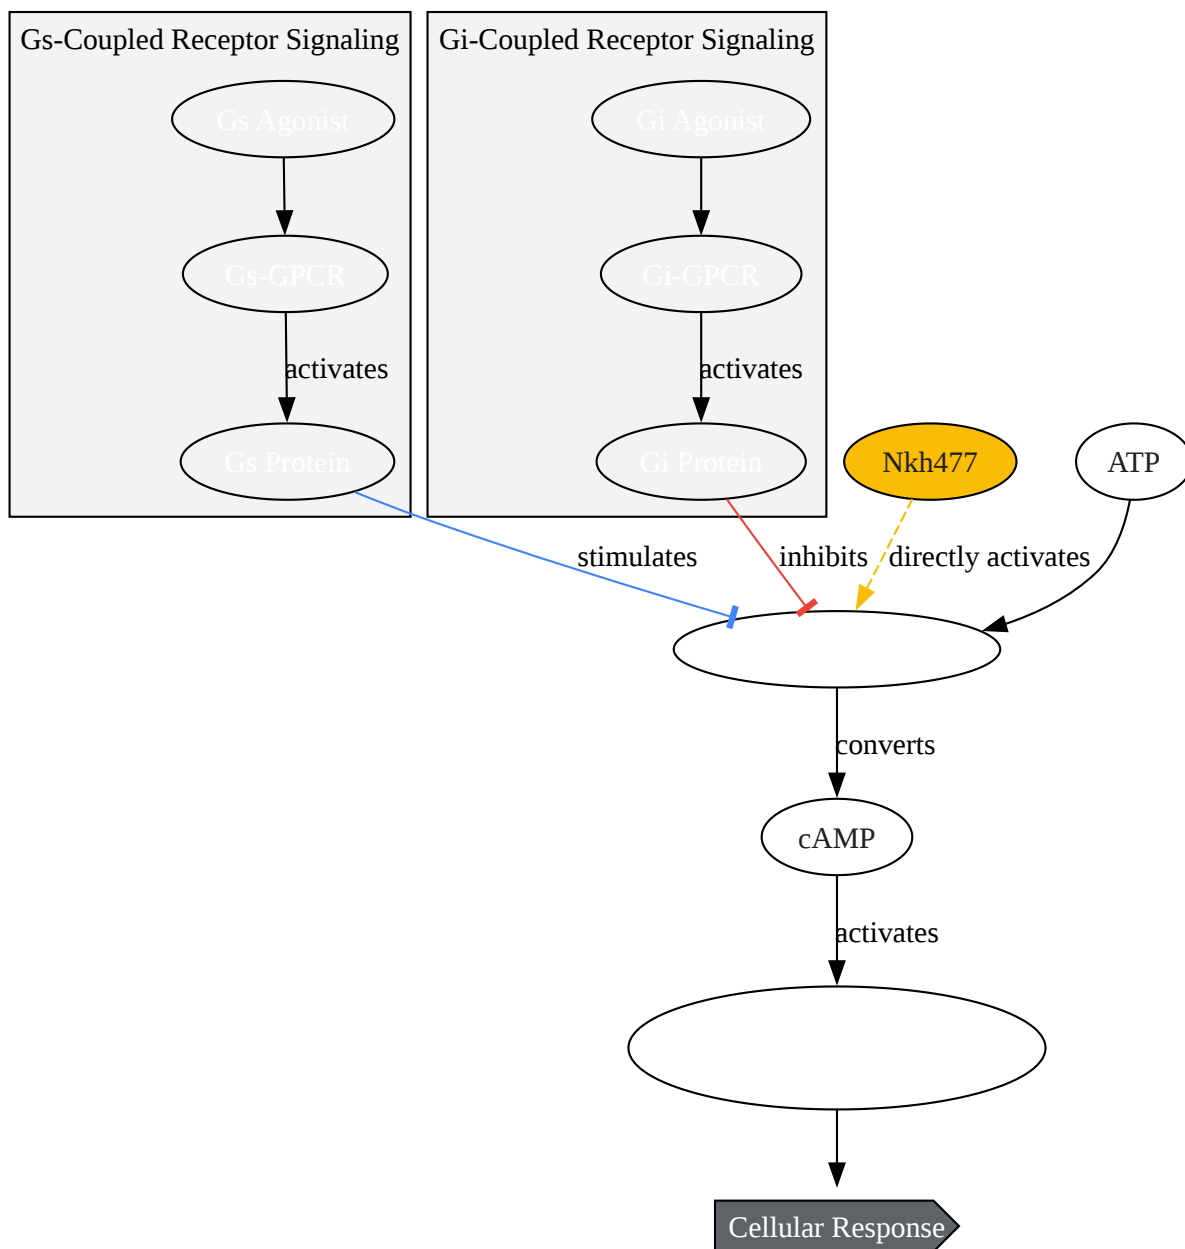 Gs-Coupled Receptor Signaling
Gi-Coupled Receptor Signaling
Gs Agonist
Gi Agonist
Gs-GPCR
Gi-GPCR
activates
activates
Gs Protein
Gi Protein
Nkh477
ATP
stimulates
inhibits
directly activates
converts
cAMP
activates
Cellular Response